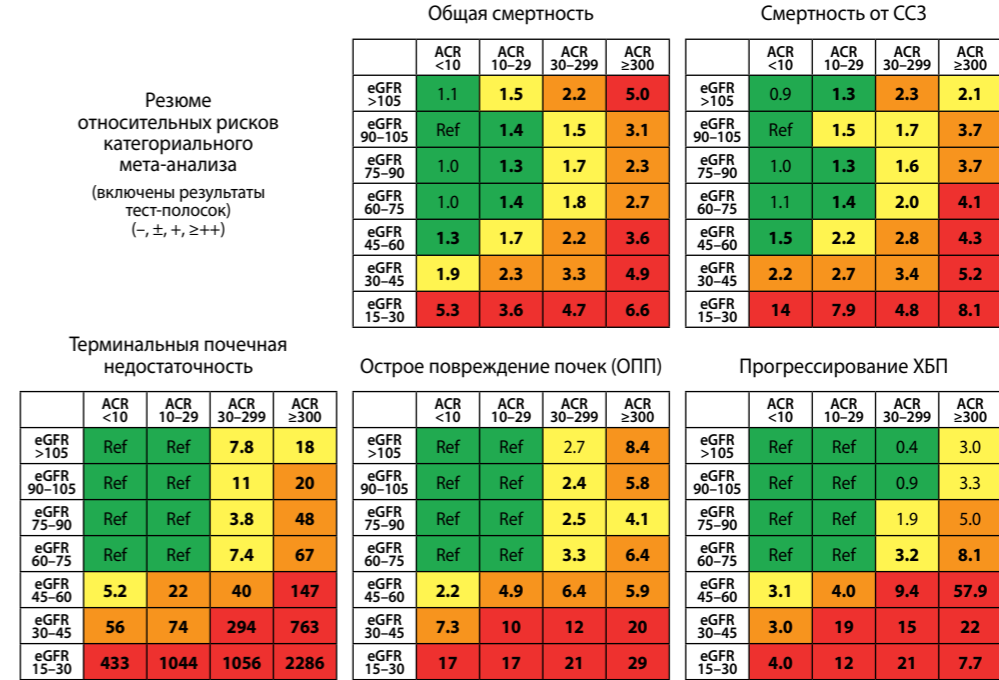 Резюме
относительных рисков
категориального
мета-анализа
(включены результаты
тест-полосок)
(–, ±, +, ≥++)
Общая смертность
ACR <10 ACR 10–29 ACR 30–299 ACR ≥300
eGFR >105 1.1 1.5 2.2 5.0
eGFR 90–105 Ref 1.4 1.5 3.1
eGFR 75–90 1.0 1.3 1.7 2.3
eGFR 60–75 1.0 1.4 1.8 2.7
eGFR 45–60 1.3 1.7 2.2 3.6
eGFR 30–45 1.9 2.3 3.3 4.9
eGFR 15–30 5.3 3.6 4.7 6.6
Смертность от ССЗ
ACR <10 ACR 10–29 ACR 30–299 ACR ≥300
eGFR >105 0.9 1.3 2.3 2.1
eGFR 90–105 Ref 1.5 1.7 3.7
eGFR 75–90 1.0 1.3 1.6 3.7
eGFR 60–75 1.1 1.4 2.0 4.1
eGFR 45–60 1.5 2.2 2.8 4.3
eGFR 30–45 2.2 2.7 3.4 5.2
eGFR 15–30 14 7.9 4.8 8.1
Терминальныя почечная
недостаточность
ACR <10 ACR 10–29 ACR 30–299 ACR ≥300
eGFR >105 Ref Ref 7.8 18
eGFR 90–105 Ref Ref 11 20
eGFR 75–90 Ref Ref 3.8 48
eGFR 60–75 Ref Ref 7.4 67
eGFR 45–60 5.2 22 40 147
eGFR 30–45 56 74 294 763
eGFR 15–30 433 1044 1056 2286
Острое повреждение почек (ОПП)
ACR <10 ACR 10–29 ACR 30–299 ACR ≥300
eGFR >105 Ref Ref 2.7 8.4
eGFR 90–105 Ref Ref 2.4 5.8
eGFR 75–90 Ref Ref 2.5 4.1
eGFR 60–75 Ref Ref 3.3 6.4
eGFR 45–60 2.2 4.9 6.4 5.9
eGFR 30–45 7.3 10 12 20
eGFR 15–30 17 17 21 29
Прогрессирование ХБП
ACR <10 ACR 10–29 ACR 30–299 ACR ≥300
eGFR >105 Ref Ref 0.4 3.0
eGFR 90–105 Ref Ref 0.9 3.3
eGFR 75–90 Ref Ref 1.9 5.0
eGFR 60–75 Ref Ref 3.2 8.1
eGFR 45–60 3.1 4.0 9.4 57.9
eGFR 30–45 3.0 19 15 22
eGFR 15–30 4.0 12 21 7.7